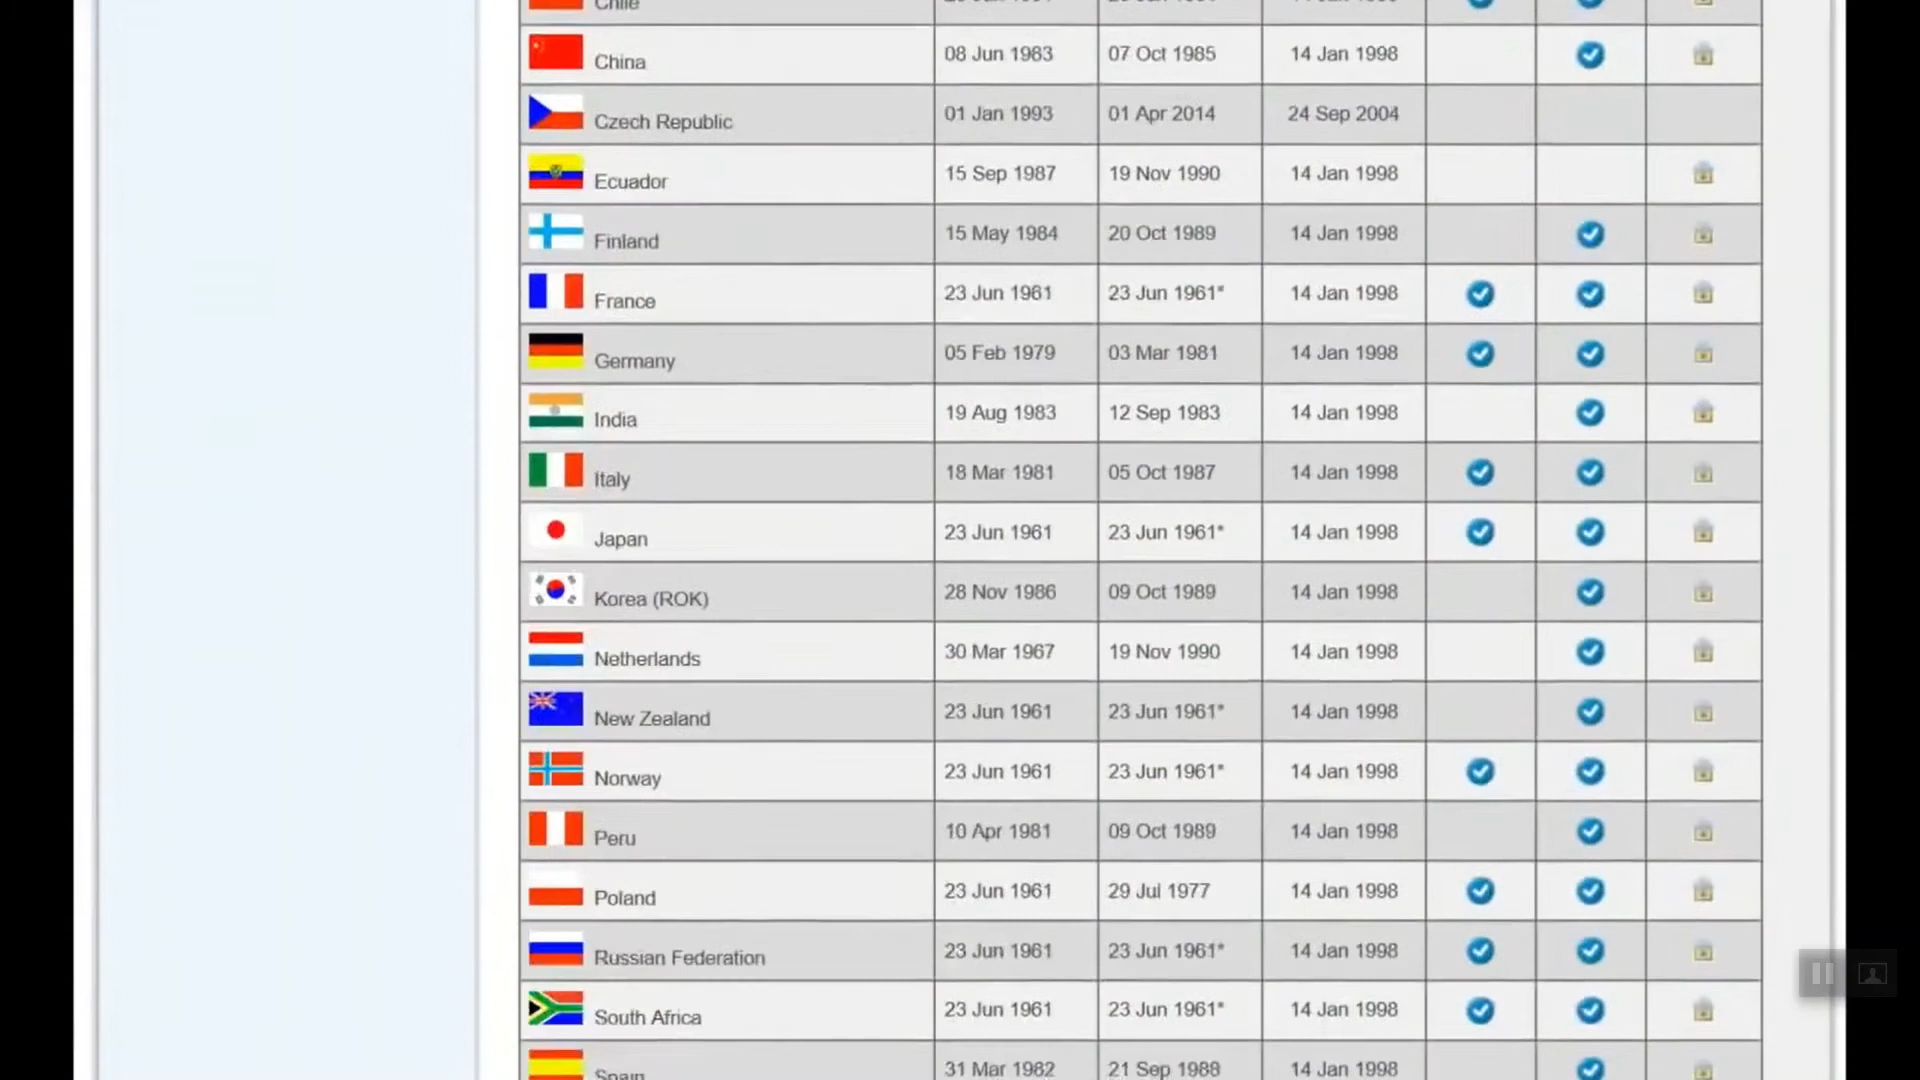 Chile
China 08 Jun 1983 07 Oct 1985 14 Jan 1998
Czech Republic 01 Jan 1993 01 Apr 2014 24 Sep 2004
Ecuador 15 Sep 1987 19 Nov 1990 14 Jan 1998
Finland 15 May 1984 20 Oct 1989 14 Jan 1998
France 23 Jun 1961 23 Jun 1961* 14 Jan 1998
Germany 05 Feb 1979 03 Mar 1981 14 Jan 1998
India 19 Aug 1983 12 Sep 1983 14 Jan 1998
Italy 18 Mar 1981 05 Oct 1987 14 Jan 1998
Japan 23 Jun 1961 23 Jun 1961* 14 Jan 1998
Korea (ROK) 28 Nov 1986 09 Oct 1989 14 Jan 1998
Netherlands 30 Mar 1967 19 Nov 1990 14 Jan 1998
New Zealand 23 Jun 1961 23 Jun 1961* 14 Jan 1998
Norway 23 Jun 1961 23 Jun 1961* 14 Jan 1998
Peru 10 Apr 1981 09 Oct 1989 14 Jan 1998
Poland 23 Jun 1961 29 Jul 1977 14 Jan 1998
Russian Federation 23 Jun 1961 23 Jun 1961* 14 Jan 1998
South Africa 23 Jun 1961 23 Jun 1961* 14 Jan 1998
Spain 31 Mar 1982 21 Sep 1988 14 Jan 1998